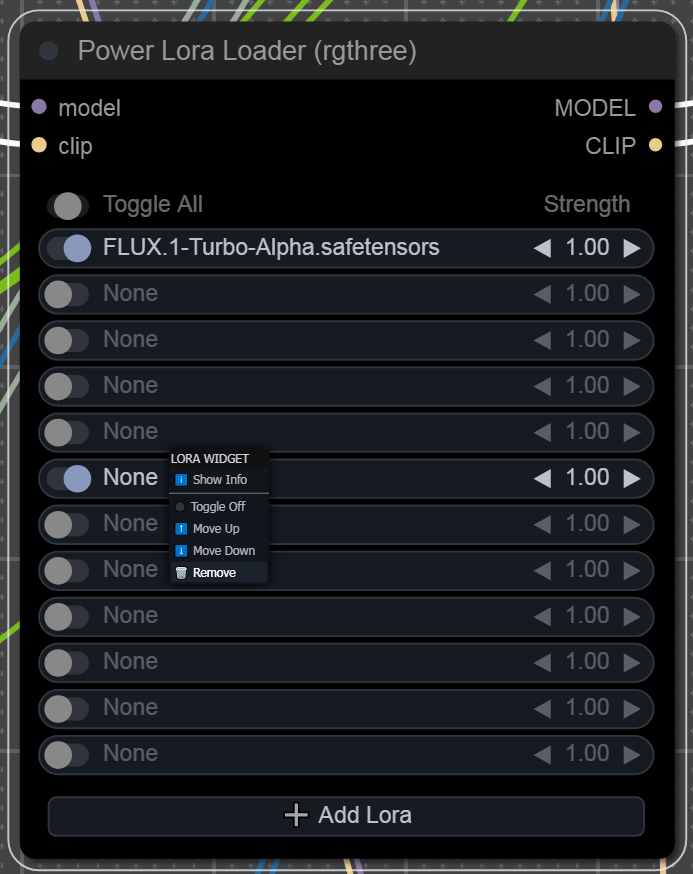 Power Lora Loader (rgthree)
model MODEL
clip CLIP
Toggle All Strength
FLUX.1-Turbo-Alpha.safetensors 1.00
None 1.00
None 1.00
None 1.00
None 1.00
LORA WIDGET
Show Info
None 1.00
Toggle Off
None 1.00
Move Up
Move Down
None 1.00
Remove
None 1.00
None 1.00
None 1.00
None 1.00
Add Lora